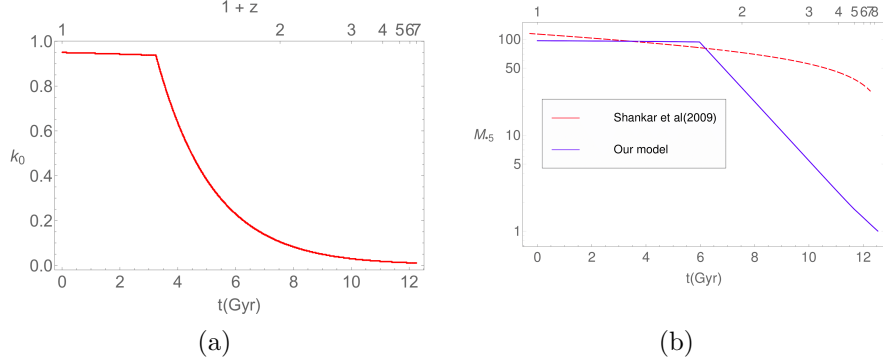 1 + z
1 2 3 4 5 6 7
1.0
0.8
0.6
k0
0.4
0.2
0.0
0 2 4 6 8 10 12
t(Gyr)
(a)
1 2 3 4 5 6 7 8
100
50
Shankar et al(2009)
M•5
10
Our model
5
1
0 2 4 6 8 10 12
t(Gyr)
(b)